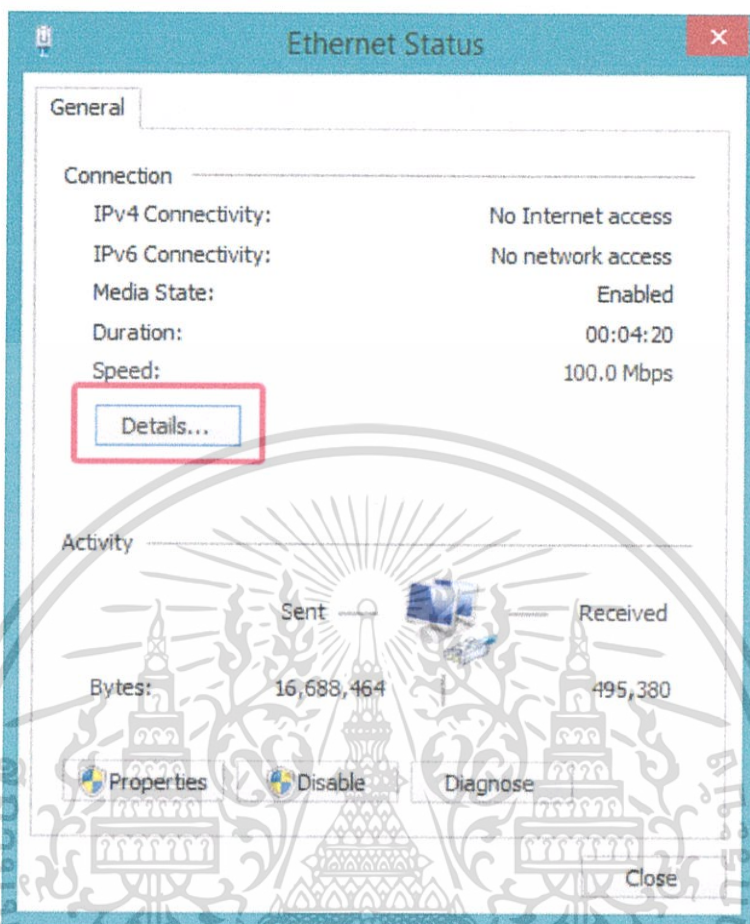 Ethernet Status
General
Connection
IPv4 Connectivity: No Internet access
IPv6 Connectivity: No network access
Media State: Enabled
Duration: 00:04:20
Speed: 100.0 Mbps
Details...
Activity
Sent Received
Bytes: 16,688,464 495,380
Properties Disable Diagnose
Close